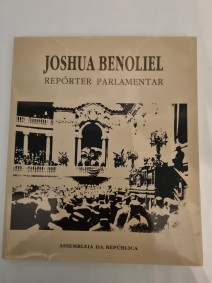 JOSHUA BENOLIEL
REPÓRTER PARLAMENTAR
ASSEMBLEIA DA REPÚBLICA